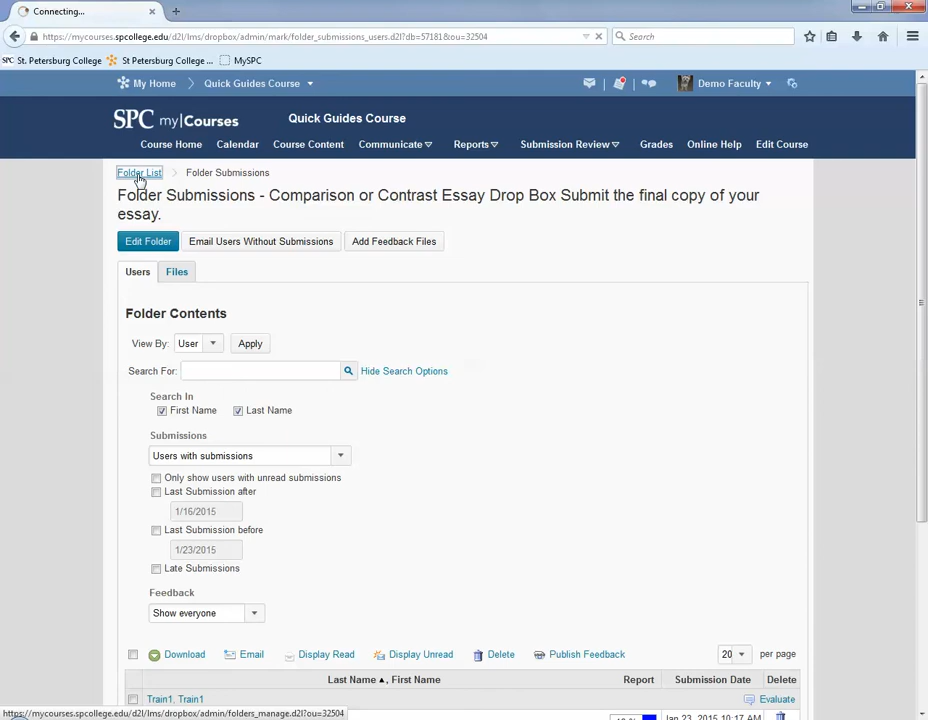 Connecting...
https://mycourses.spcollege.edu/d2l/lms/dropbox/admin/mark/folder_submissions_users.d2l?db=57181&ou=32504
Search
St. Petersburg College St Petersburg College ... MySPC
My Home Quick Guides Course Demo Faculty
SPC my|Courses Quick Guides Course
Course Home Calendar Course Content Communicate Reports Submission Review Grades Online Help Edit Course
Folder List Folder Submissions
Folder Submissions - Comparison or Contrast Essay Drop Box Submit the final copy of your
essay.
Edit Folder Email Users Without Submissions Add Feedback Files
Users Files
Folder Contents
View By: User Apply
Search For: Hide Search Options
Search In
First Name Last Name
Submissions
Users with submissions
Only show users with unread submissions
Last Submission after
1/16/2015
Last Submission before
1/23/2015
Late Submissions
Feedback
Show everyone
Download Email Display Read Display Unread Delete Publish Feedback 20 per page
Last Name ▲, First Name Report Submission Date Delete
Train1, Train1 Evaluate
https://mycourses.spcollege.edu/d2l/lms/dropbox/admin/folders_manage.d2l?ou=32504
Jan 23, 2015 10:17 AM